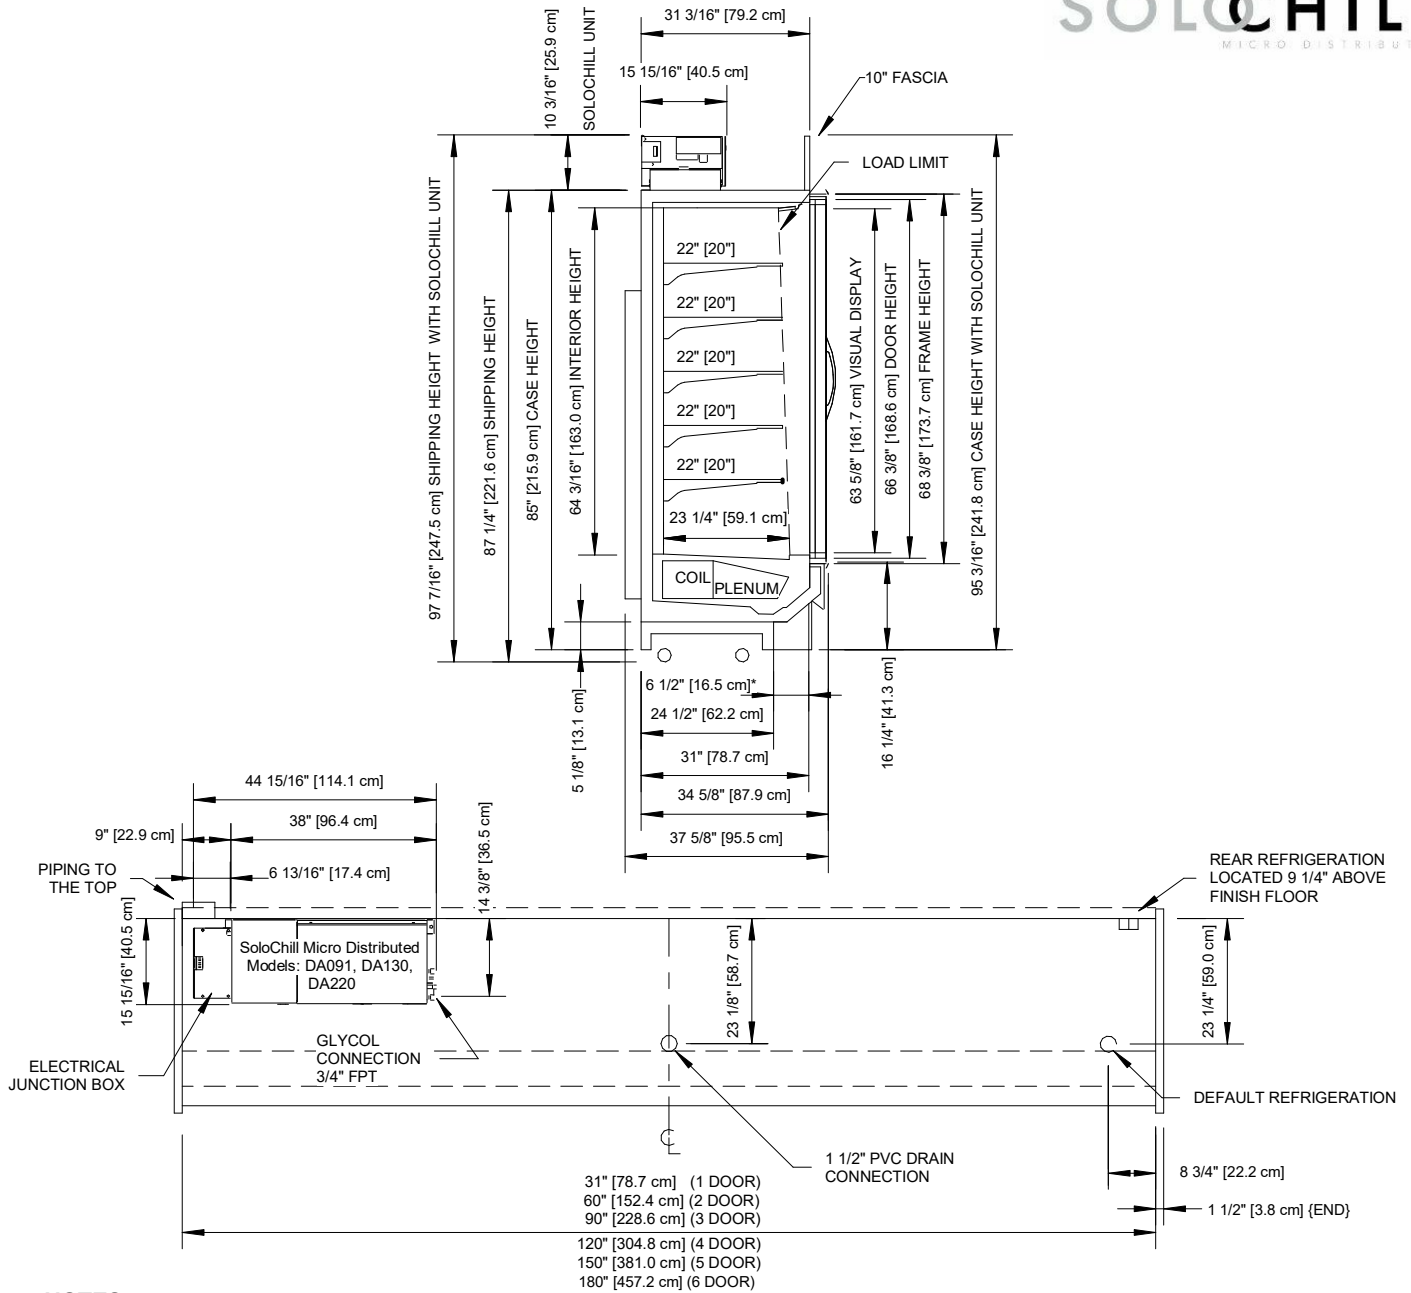 SOLOCHIL
MICRO DISTRIBUT
31 3/16" [79.2 cm]
15 15/16" [40.5 cm]
10 3/16" [25.9 cm]
SOLOCHILL UNIT
10" FASCIA
LOAD LIMIT
97 7/16" [247.5 cm] SHIPPING HEIGHT WITH SOLOCHILL UNIT
87 1/4" [221.6 cm] SHIPPING HEIGHT
85" [215.9 cm] CASE HEIGHT
64 3/16" [163.0 cm] INTERIOR HEIGHT
22" [20"]
22" [20"]
22" [20"]
22" [20"]
22" [20"]
23 1/4" [59.1 cm]
COIL
PLENUM
63 5/8" [161.7 cm] VISUAL DISPLAY
66 3/8" [168.6 cm] DOOR HEIGHT
68 3/8" [173.7 cm] FRAME HEIGHT
95 3/16" [241.8 cm] CASE HEIGHT WITH SOLOCHILL UNIT
5 1/8" [13.1 cm]
16 1/4" [41.3 cm]
6 1/2" [16.5 cm]*
24 1/2" [62.2 cm]
31" [78.7 cm]
34 5/8" [87.9 cm]
37 5/8" [95.5 cm]
44 15/16" [114.1 cm]
38" [96.4 cm]
9" [22.9 cm]
6 13/16" [17.4 cm]
14 3/8" [36.5 cm]
PIPING TO
THE TOP
15 15/16" [40.5 cm]
SoloChill Micro Distributed
Models: DA091, DA130,
DA220
ELECTRICAL
JUNCTION BOX
GLYCOL
CONNECTION
3/4" FPT
23 1/8" [58.7 cm]
REAR REFRIGERATION
LOCATED 9 1/4" ABOVE
FINISH FLOOR
23 1/4" [59.0 cm]
DEFAULT REFRIGERATION
CL
1 1/2" PVC DRAIN
CONNECTION
8 3/4" [22.2 cm]
1 1/2" [3.8 cm] {END}
31" [78.7 cm] (1 DOOR)
60" [152.4 cm] (2 DOOR)
90" [228.6 cm] (3 DOOR)
120" [304.8 cm] (4 DOOR)
150" [381.0 cm] (5 DOOR)
180" [457.2 cm] (6 DOOR)